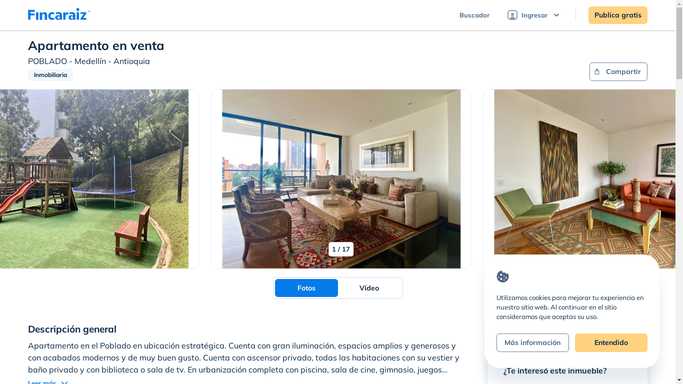 Fincaraiz
Buscador
Ingresar
Publica gratis
Apartamento en venta
POBLADO - Medellín - Antioquia
Inmobiliaria
Compartir
1 / 17
Fotos
Video
Utilizamos cookies para mejorar tu experiencia en
nuestro sitio web. Al continuar en el sitio
consideramos que aceptas su uso.
Más información
Entendido
Descripción general
Apartamento en el Poblado en ubicación estratégica. Cuenta con gran iluminación, espacios amplios y generosos y
con acabados modernos y de muy buen gusto. Cuenta con ascensor privado, todas las habitaciones con su vestier y
baño privado y con biblioteca o sala de tv. En urbanización completa con piscina, sala de cine, gimnasio, juegos...
Leer más
¿Te interesó este inmueble?